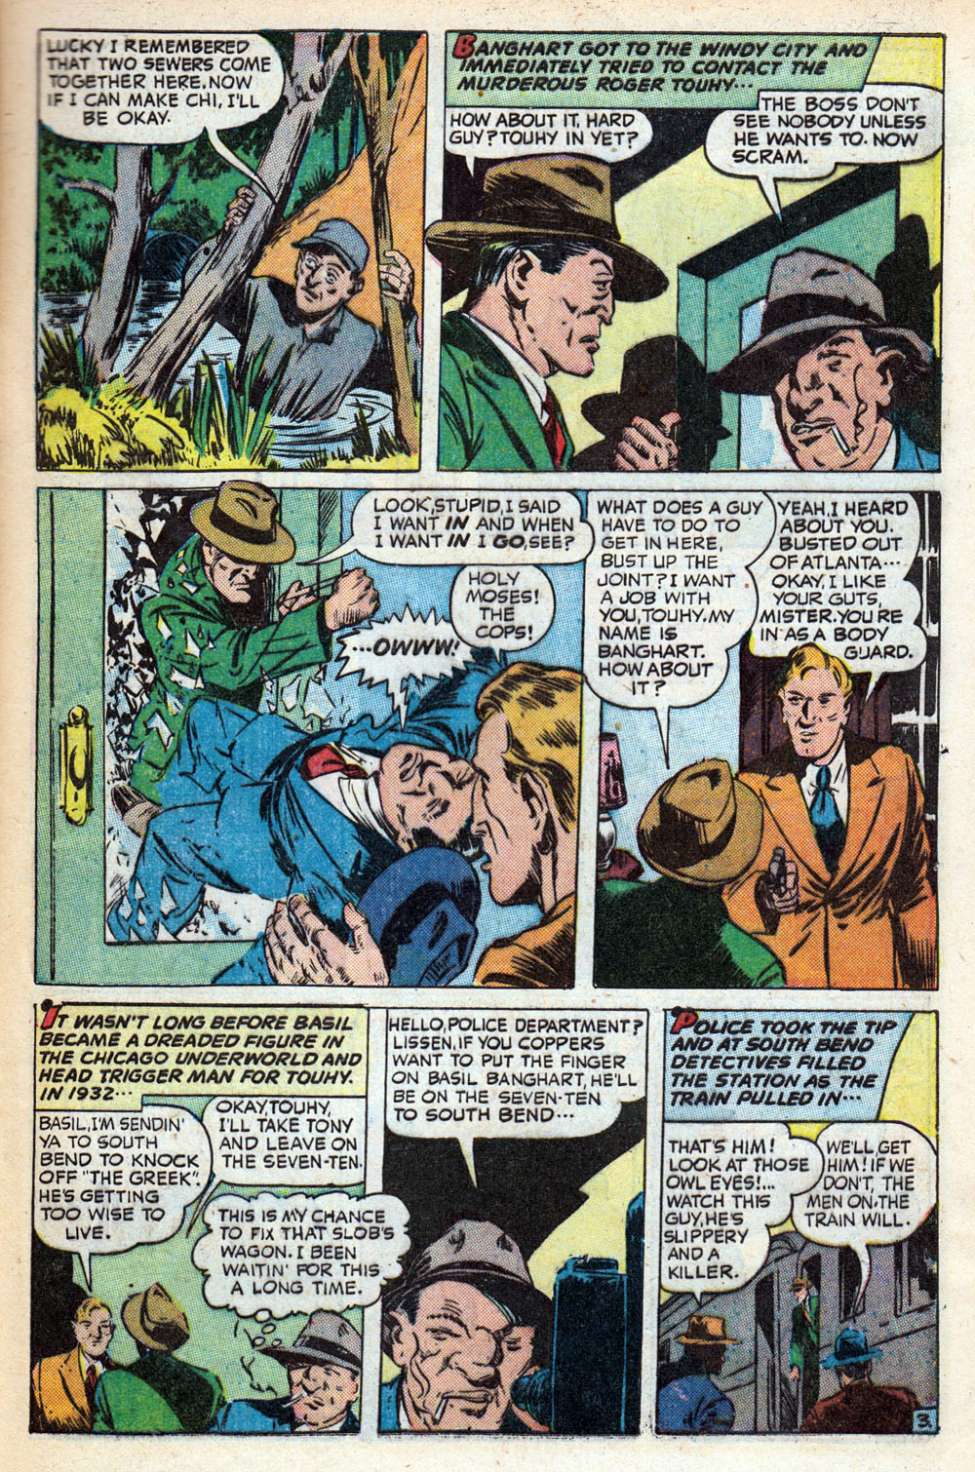 LUCKY I REMEMBERED
THAT TWO SEWERS COME
TOGETHER HERE. NOW
IF I CAN MAKE CHI, I'LL
BE OKAY.
BANGHART GOT TO THE WINDY CITY AND
IMMEDIATELY TRIED TO CONTACT THE
MURDEROUS ROGER TOUHY...
HOW ABOUT IT, HARD
GUY? TOUHY IN YET?
THE BOSS DON'T
SEE NOBODY UNLESS
HE WANTS TO. NOW
SCRAM.
LOOK, STUPID, I SAID
I WANT IN AND WHEN
I WANT IN I GO, SEE?
HOLY
MOSES!
THE
COPS!
...OWWW!
WHAT DOES A GUY
HAVE TO DO TO
GET IN HERE,
BUST UP THE
JOINT? I WANT
A JOB WITH
YOU, TOUHY. MY
NAME IS
BANGHART.
HOW ABOUT
IT?
YEAH, I HEARD
ABOUT YOU.
BUSTED OUT
OF ATLANTA...
OKAY, I LIKE
YOUR GUTS,
MISTER. YOU'RE
IN AS A BODY
GUARD.
IT WASN'T LONG BEFORE BASIL
BECAME A DREADED FIGURE IN
THE CHICAGO UNDERWORLD AND
HEAD TRIGGER MAN FOR TOUHY.
IN 1932...
BASIL, I'M SENDIN'
YA TO SOUTH
BEND TO KNOCK
OFF "THE GREEK".
HE'S GETTING
TOO WISE TO
LIVE.
OKAY, TOUHY,
I'LL TAKE TONY
AND LEAVE ON
THE SEVEN-TEN.
THIS IS MY CHANCE
TO FIX THAT SLOB'S
WAGON. I BEEN
WAITIN' FOR THIS
A LONG TIME.
HELLO, POLICE DEPARTMENT?
LISSEN, IF YOU COPPERS
WANT TO PUT THE FINGER
ON BASIL BANGHART, HE'LL
BE ON THE SEVEN-TEN
TO SOUTH BEND...
POLICE TOOK THE TIP
AND AT SOUTH BEND
DETECTIVES FILLED
THE STATION AS THE
TRAIN PULLED IN...
THAT'S HIM!
LOOK AT THOSE
OWL EYES!...
WATCH THIS
GUY, HE'S
SLIPPERY
AND A
KILLER.
WE'LL GET
HIM! IF WE
DON'T, THE
MEN ON THE
TRAIN WILL.
3